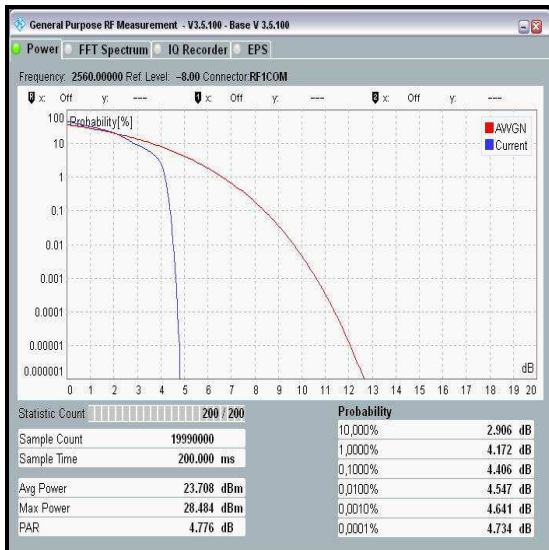 General Purpose RF Measurement - V3.5.100 - Base V 3.5.100
Power FFT Spectrum IQ Recorder EPS
Frequency: 2560.00000 Ref. Level: -8.00 Connector:RF1COM
x: Off y: --- 1 x: Off y: --- 2 x: Off y: ---
Probability[%]
AWGN
Current
100
10
1
0.1
0.01
0.001
0.0001
0.00001
0.000001
dB
0 1 2 3 4 5 6 7 8 9 10 11 12 13 14 15 16 17 18 19 20
Statistic Count 200 / 200
Sample Count 19990000
Sample Time 200.000 ms
Avg Power 23.708 dBm
Max Power 28.484 dBm
PAR 4.776 dB
Probability
10,000% 2.906 dB
1,0000% 4.172 dB
0,1000% 4.406 dB
0,0100% 4.547 dB
0,0010% 4.641 dB
0,0001% 4.734 dB